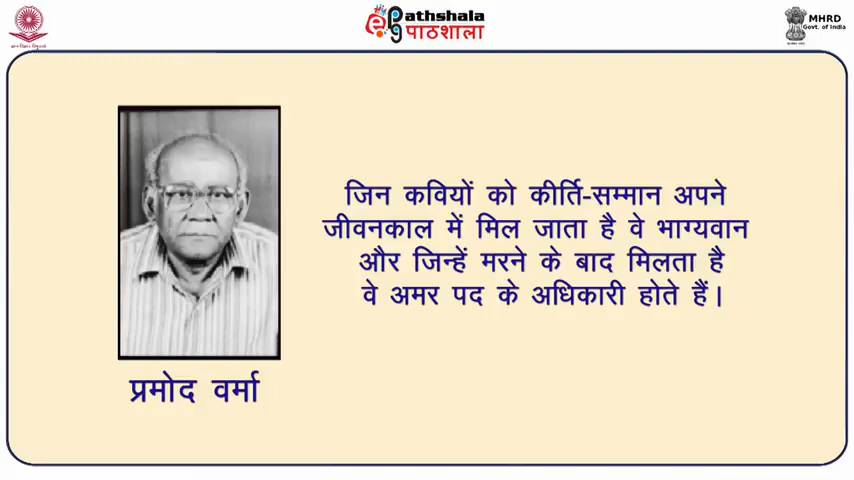 ePathshala
पाठशाला
MHRD
Govt. of India
जिन कवियों को कीर्ति-सम्मान अपने
जीवनकाल में मिल जाता है वे भाग्यवान
और जिन्हें मरने के बाद मिलता है
वे अमर पद के अधिकारी होते हैं।
प्रमोद वर्मा